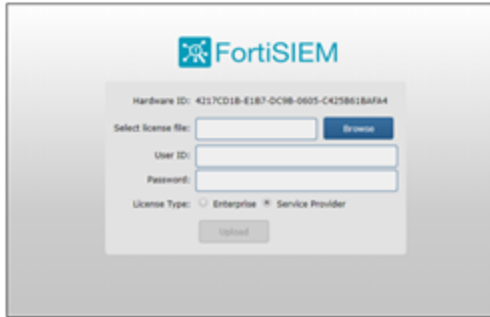 FortiSIEM
Hardware ID: 4217CD1B-E1B7-DC9B-0605-C425B61BAFA4
Select license file: Browse
User ID:
Password:
License Type: Enterprise Service Provider
Upload